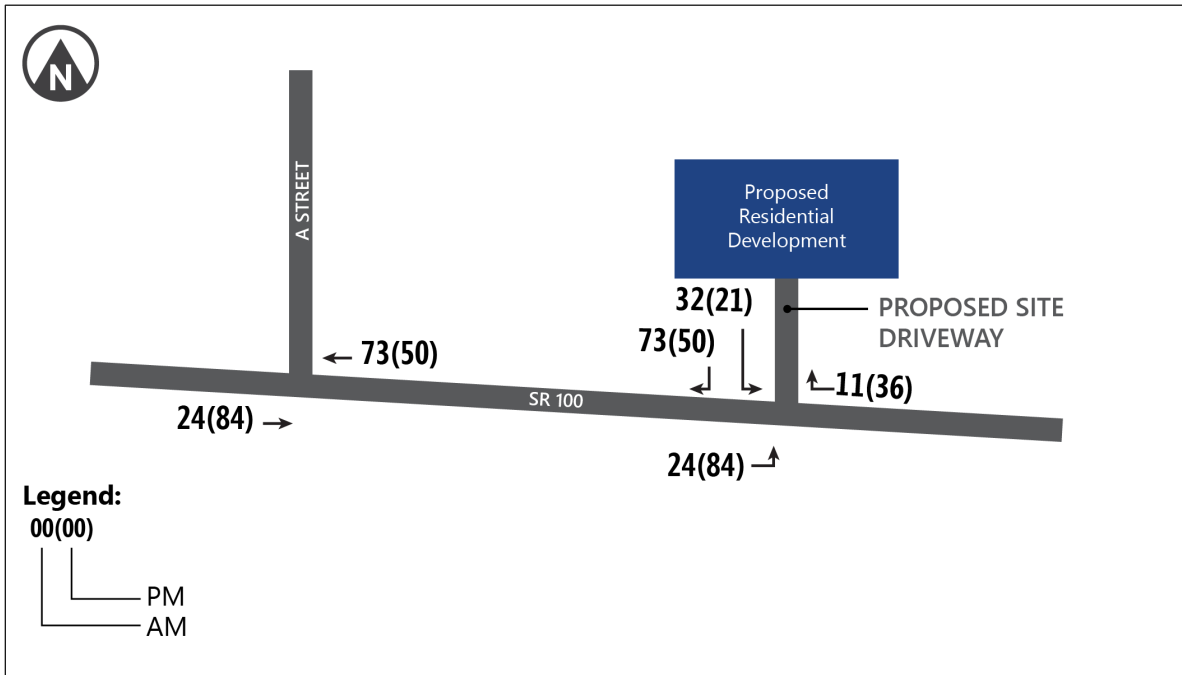 N
A STREET
Proposed
Residential
Development
32(21)
73(50)
PROPOSED SITE
DRIVEWAY
73(50)
11(36)
SR 100
24(84)
24(84)
Legend:
00(00)
PM
AM